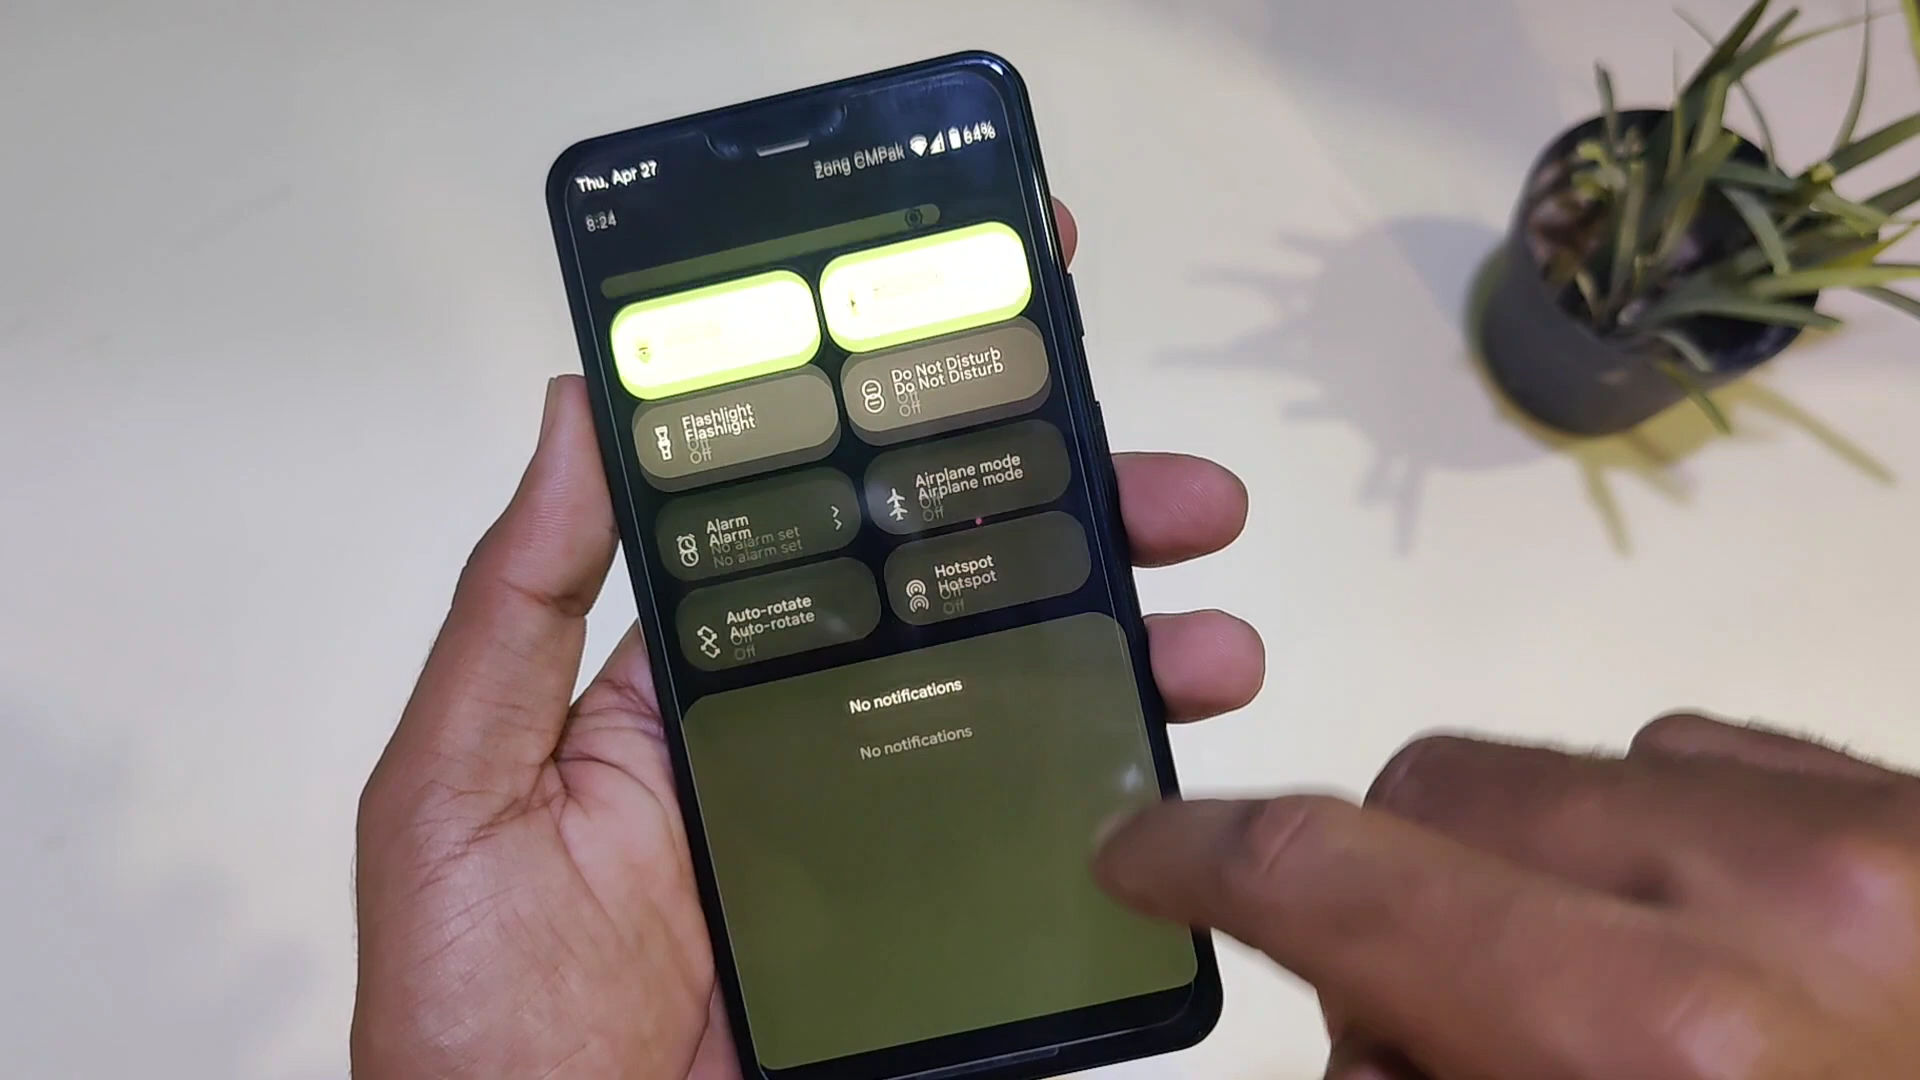 Thu, Apr 27
Zong CMPak
64%
8:24
Do Not Disturb
Do Not Disturb
Off
Off
Flashlight
Flashlight
Off
Off
Airplane mode
Airplane mode
Off
Off
Alarm
Alarm
No alarm set
No alarm set
Hotspot
Hotspot
Off
Off
Auto-rotate
Auto-rotate
Off
Off
No notifications
No notifications